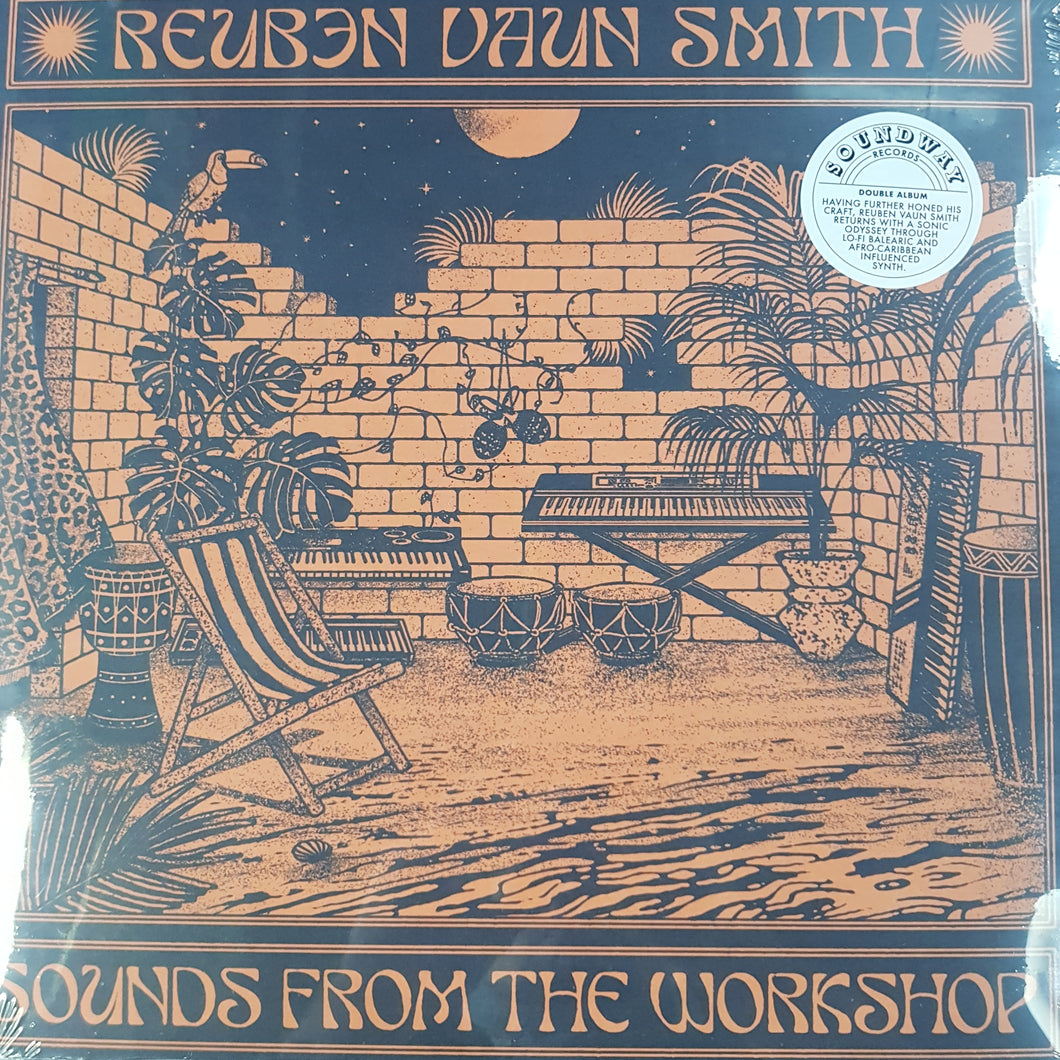 REUBEN VAUN SMITH
SOUNDWAY
RECORDS
DOUBLE ALBUM
HAVING FURTHER HONED HIS
CRAFT, REUBEN VAUN SMITH
RETURNS WITH A SONIC
ODYSSEY THROUGH
LO-FI BALEARIC AND
AFRO-CARIBBEAN
INFLUENCED
SYNTH.
SOUNDS FROM THE WORKSHOP